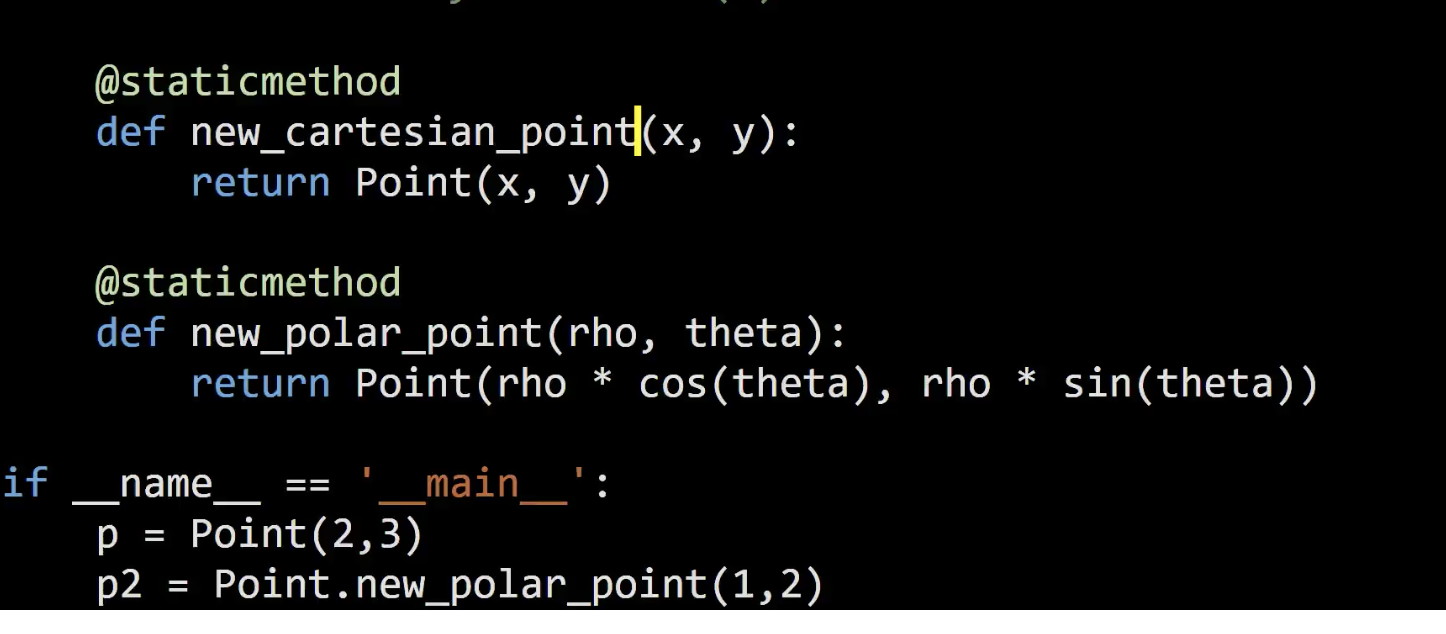 @staticmethod
def new_cartesian_point(x, y):
return Point(x, y)
@staticmethod
def new_polar_point(rho, theta):
return Point(rho * cos(theta), rho * sin(theta))
if __name__ == '__main__':
p = Point(2,3)
p2 = Point.new_polar_point(1,2)